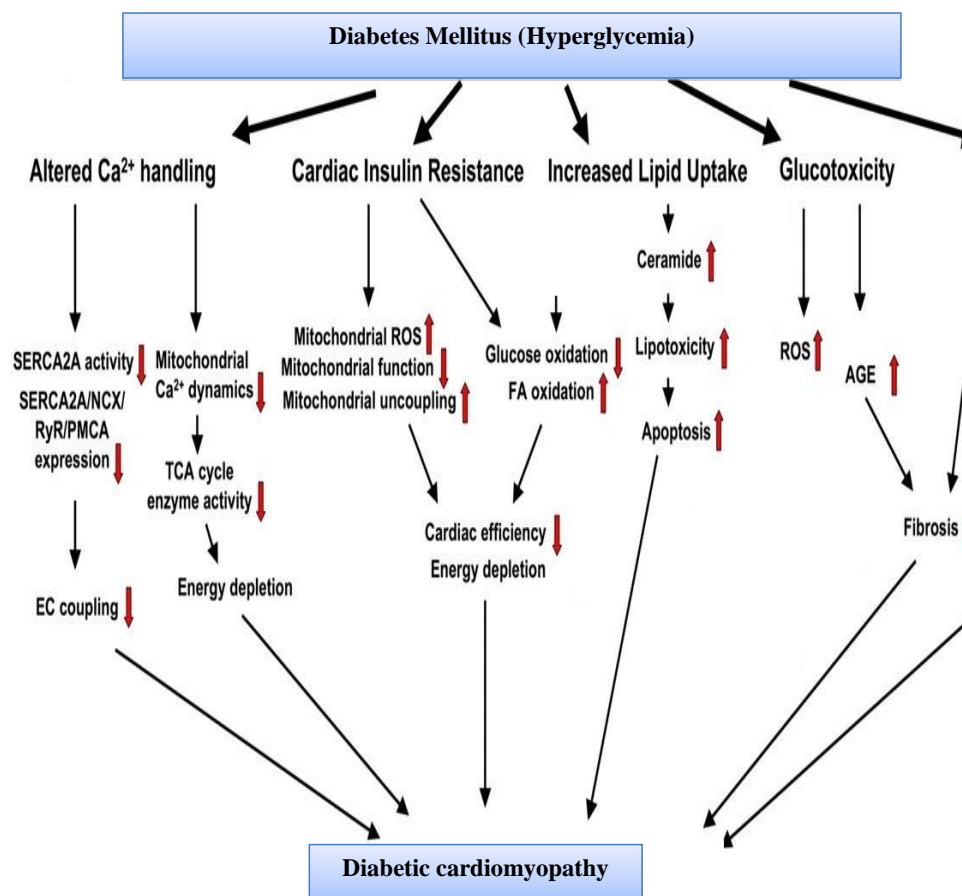 Diabetes Mellitus (Hyperglycemia)
Altered Ca²⁺ handling
Cardiac Insulin Resistance
Increased Lipid Uptake
Glucotoxicity
SERCA2A activity
SERCA2A/NCX/
RyR/PMCA
expression
EC coupling
Mitochondrial
Ca²⁺ dynamics
TCA cycle
enzyme activity
Energy depletion
Mitochondrial ROS
Mitochondrial function
Mitochondrial uncoupling
Glucose oxidation
FA oxidation
Cardiac efficiency
Energy depletion
Ceramide
Lipotoxicity
Apoptosis
ROS
AGE
Fibrosis
Diabetic cardiomyopathy